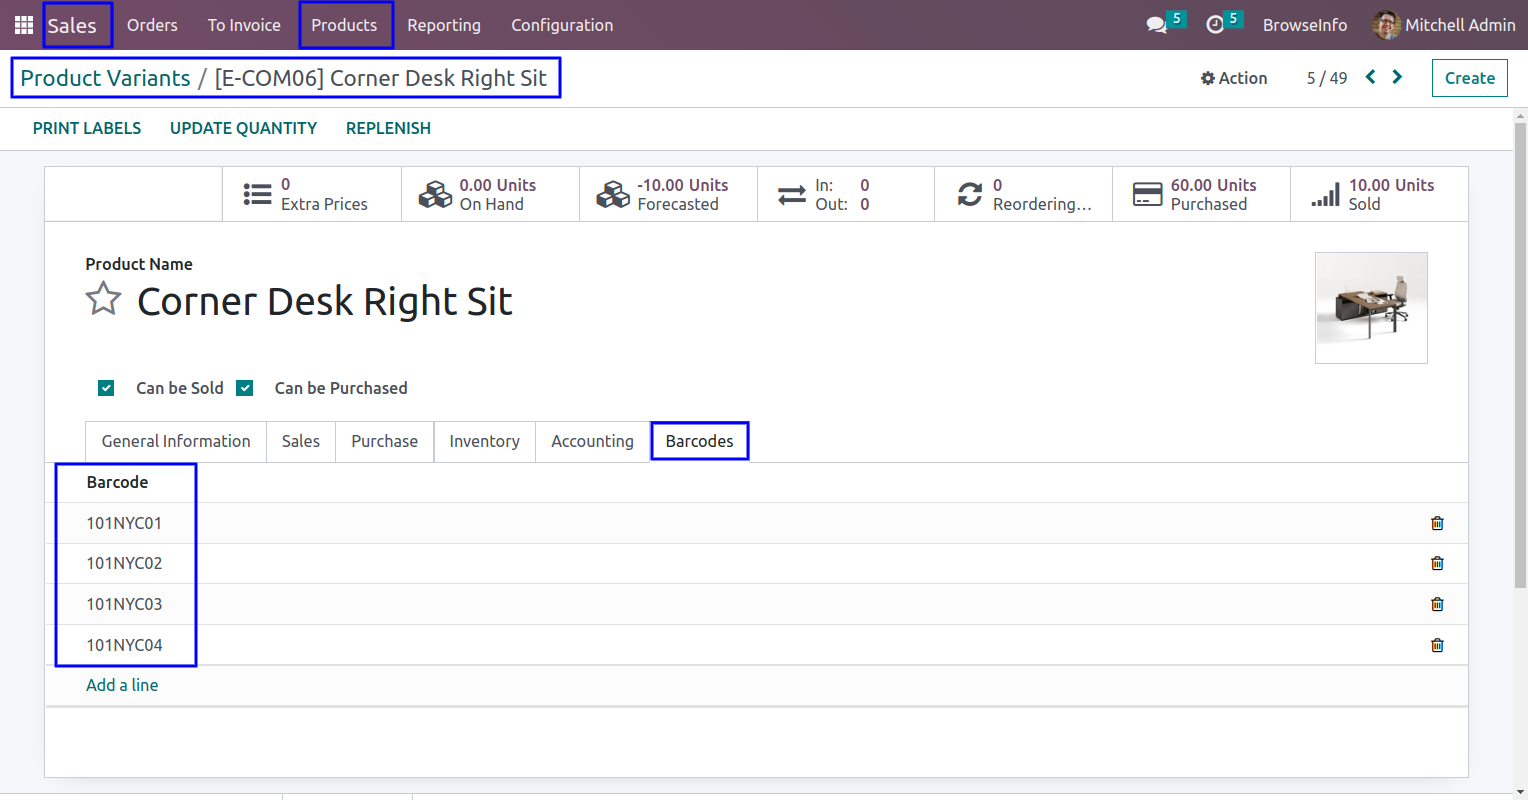 Sales Orders To Invoice Products Reporting Configuration 5 5 BrowseInfo Mitchell Admin
Product Variants / [E-COM06] Corner Desk Right Sit Action 5 / 49 Create
PRINT LABELS UPDATE QUANTITY REPLENISH
0 0.00 Units -10.00 Units In: 0 0 60.00 Units 10.00 Units
Extra Prices On Hand Forecasted Out: 0 Reordering... Purchased Sold
Product Name
Corner Desk Right Sit
Can be Sold Can be Purchased
General Information Sales Purchase Inventory Accounting Barcodes
Barcode
101NYC01
101NYC02
101NYC03
101NYC04
Add a line